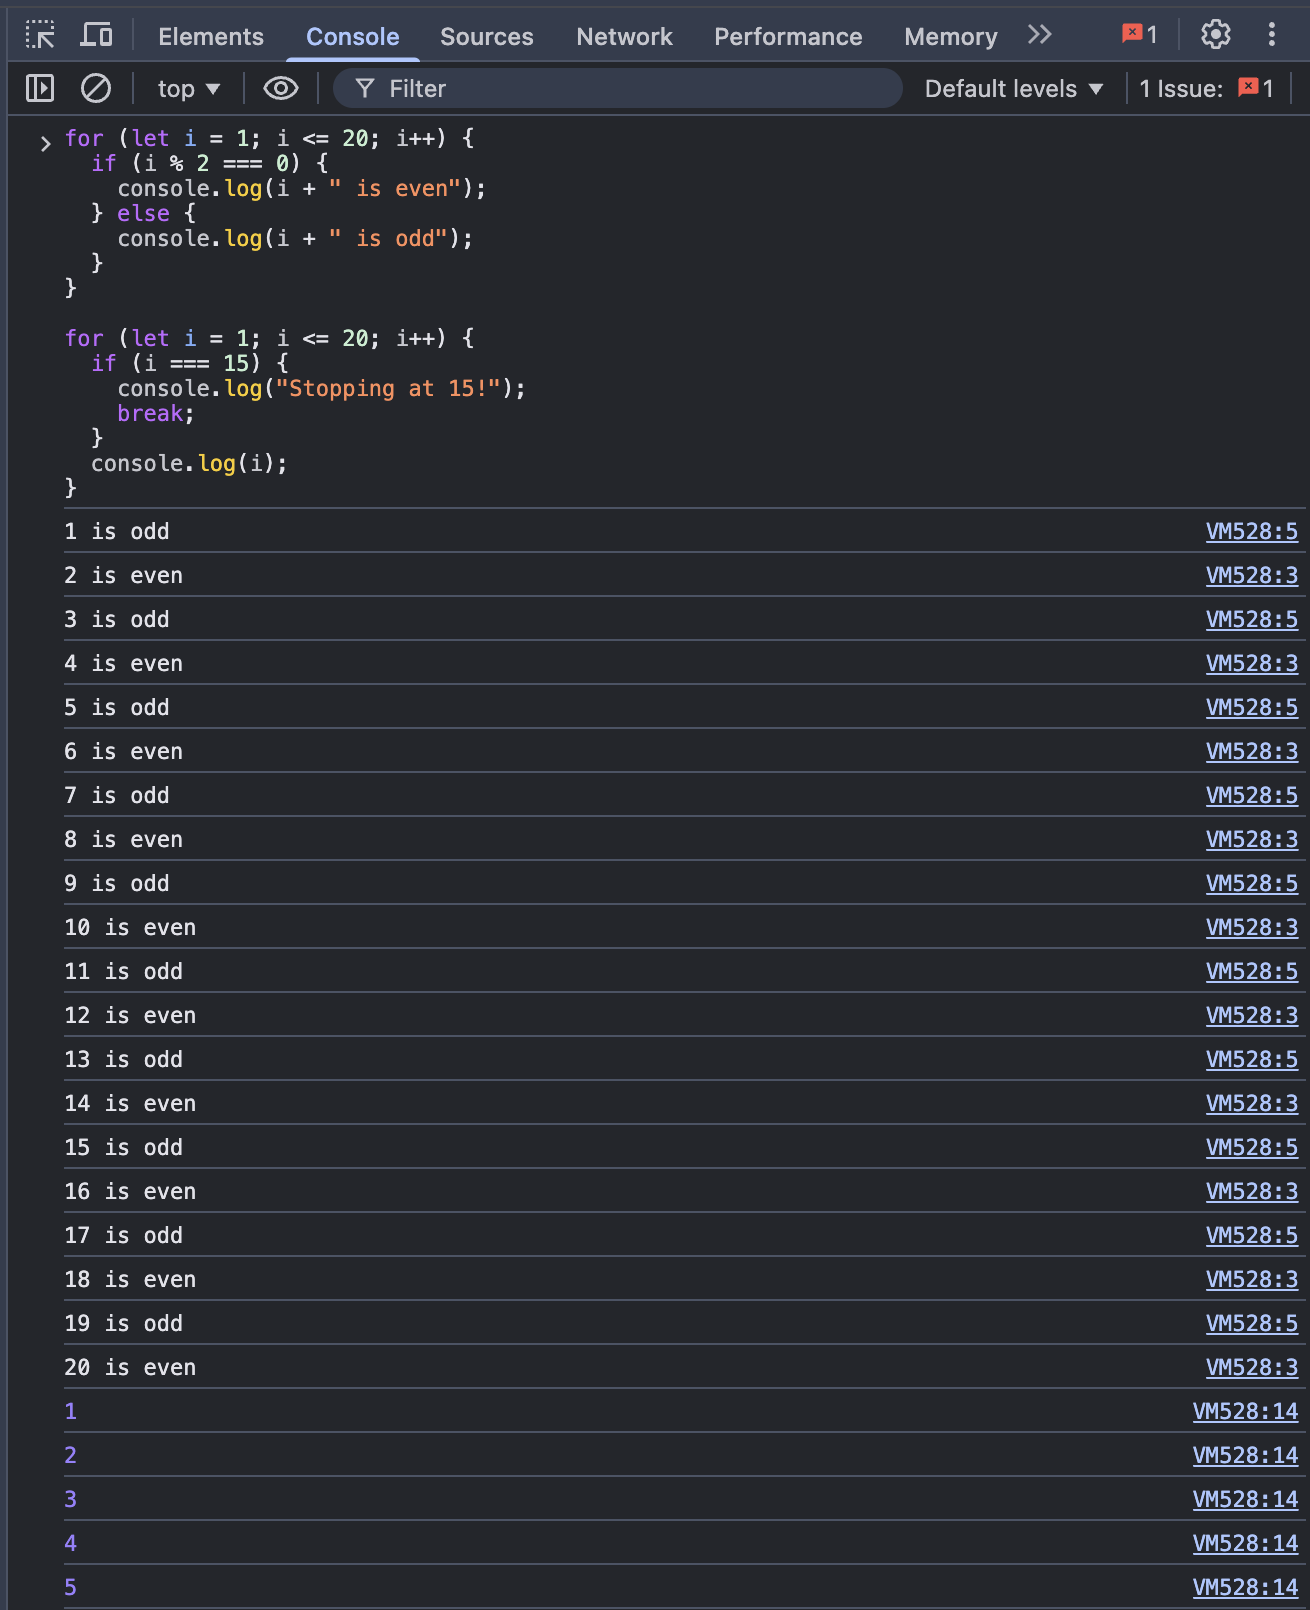 Elements Console Sources Network Performance Memory 1
top Filter Default levels 1 Issue: 1
for (let i = 1; i <= 20; i++) {
  if (i % 2 === 0) {
    console.log(i + " is even");
  } else {
    console.log(i + " is odd");
  }
}

for (let i = 1; i <= 20; i++) {
  if (i === 15) {
    console.log("Stopping at 15!");
    break;
  }
  console.log(i);
}
1 is odd VM528:5
2 is even VM528:3
3 is odd VM528:5
4 is even VM528:3
5 is odd VM528:5
6 is even VM528:3
7 is odd VM528:5
8 is even VM528:3
9 is odd VM528:5
10 is even VM528:3
11 is odd VM528:5
12 is even VM528:3
13 is odd VM528:5
14 is even VM528:3
15 is odd VM528:5
16 is even VM528:3
17 is odd VM528:5
18 is even VM528:3
19 is odd VM528:5
20 is even VM528:3
1 VM528:14
2 VM528:14
3 VM528:14
4 VM528:14
5 VM528:14